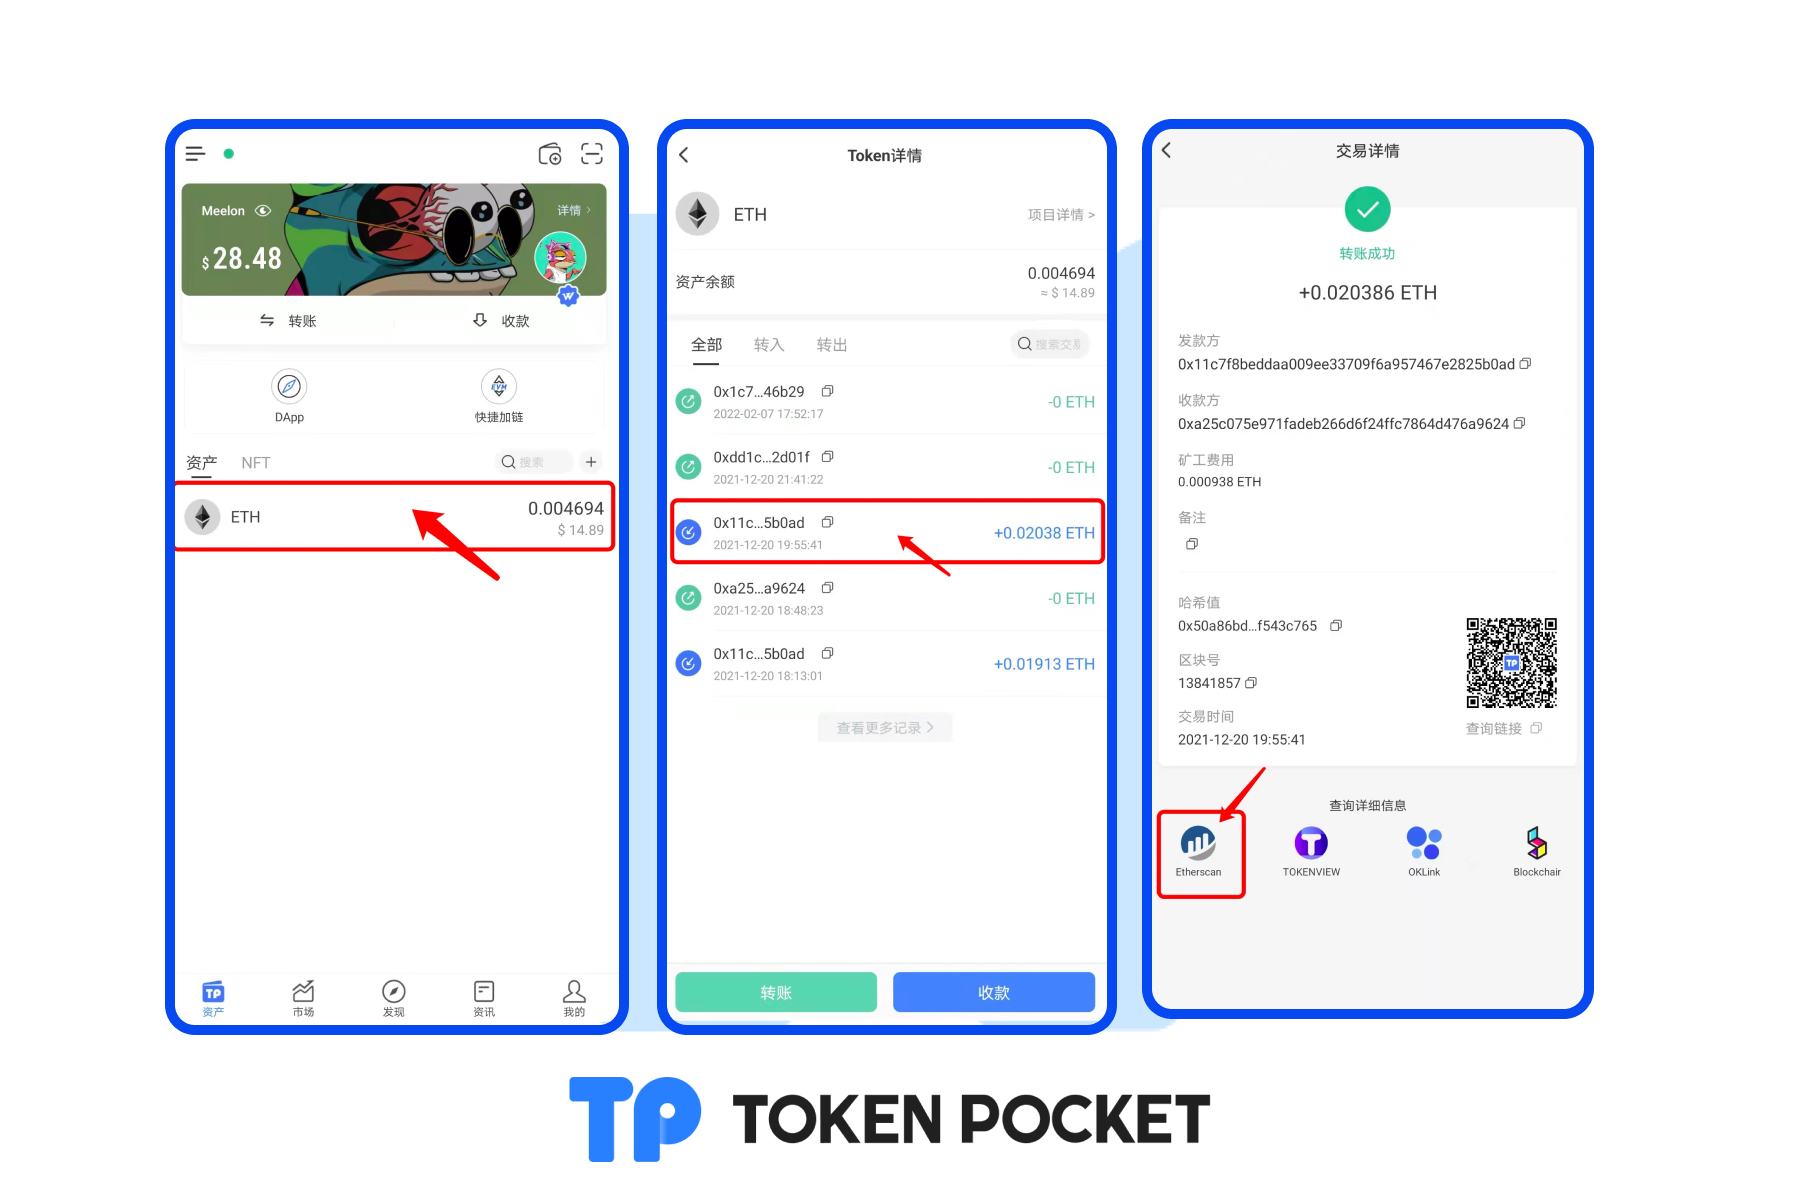 Meelon
详情 >
$ 28.48
转账
收款
DApp
EVM
快捷加链
资产
NFT
搜索
ETH
0.004694
$ 14.89
TP
资产
市场
发现
资讯
我的
Token详情
ETH
项目详情 >
资产余额
0.004694
≈ $ 14.89
全部
转入
转出
搜索交易
0x1c7...46b29
2022-02-07 17:52:17
-0 ETH
0xdd1c...2d01f
2021-12-20 21:41:22
-0 ETH
0x11c...5b0ad
2021-12-20 19:55:41
+0.02038 ETH
0xa25...a9624
2021-12-20 18:48:23
-0 ETH
0x11c...5b0ad
2021-12-20 18:13:01
+0.01913 ETH
查看更多记录 >
转账
收款
交易详情
转账成功
+0.020386 ETH
发款方
0x11c7f8beddaa009ee33709f6a957467e2825b0ad
收款方
0xa25c075e971fadeb266d6f24ffc7864d476a9624
矿工费用
0.000938 ETH
备注
哈希值
0x50a86bd...f543c765
区块号
13841857
交易时间
2021-12-20 19:55:41
TP
查询链接
查询详细信息
Etherscan
TOKENVIEW
OKLink
Blockchair
TP TOKEN POCKET